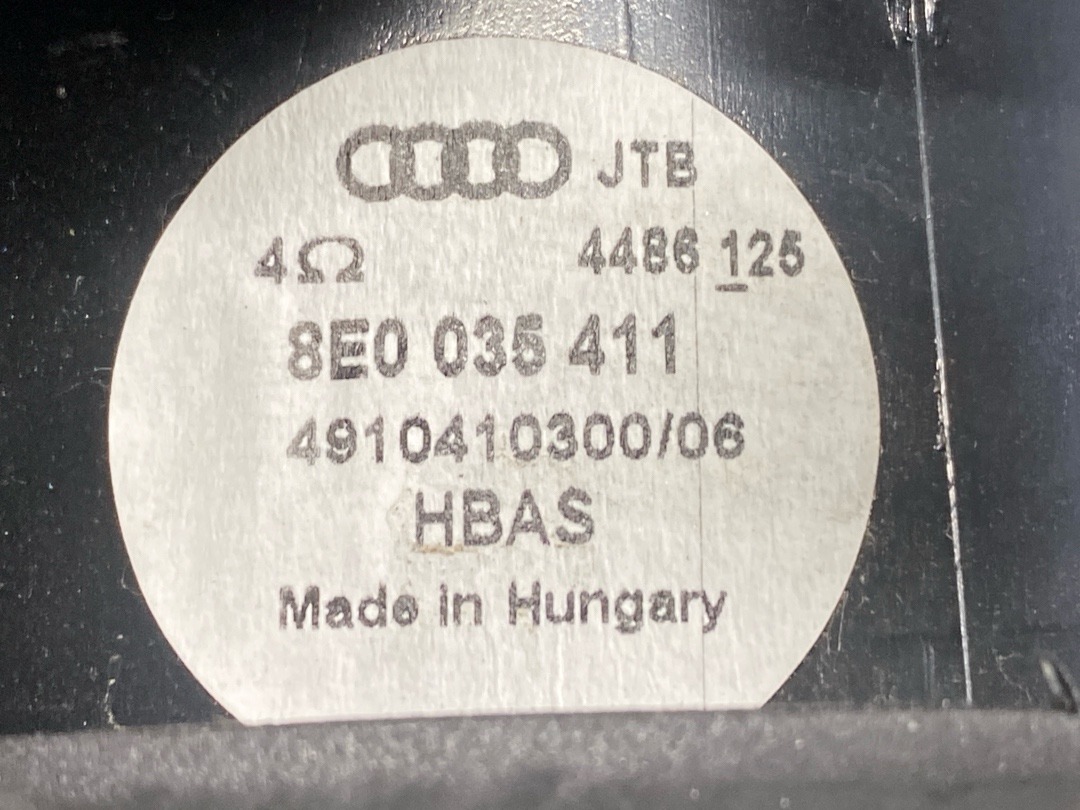 JTB
4Ω 4486 125
8E0 035 411
4910410300/06
HBAS
Made in Hungary